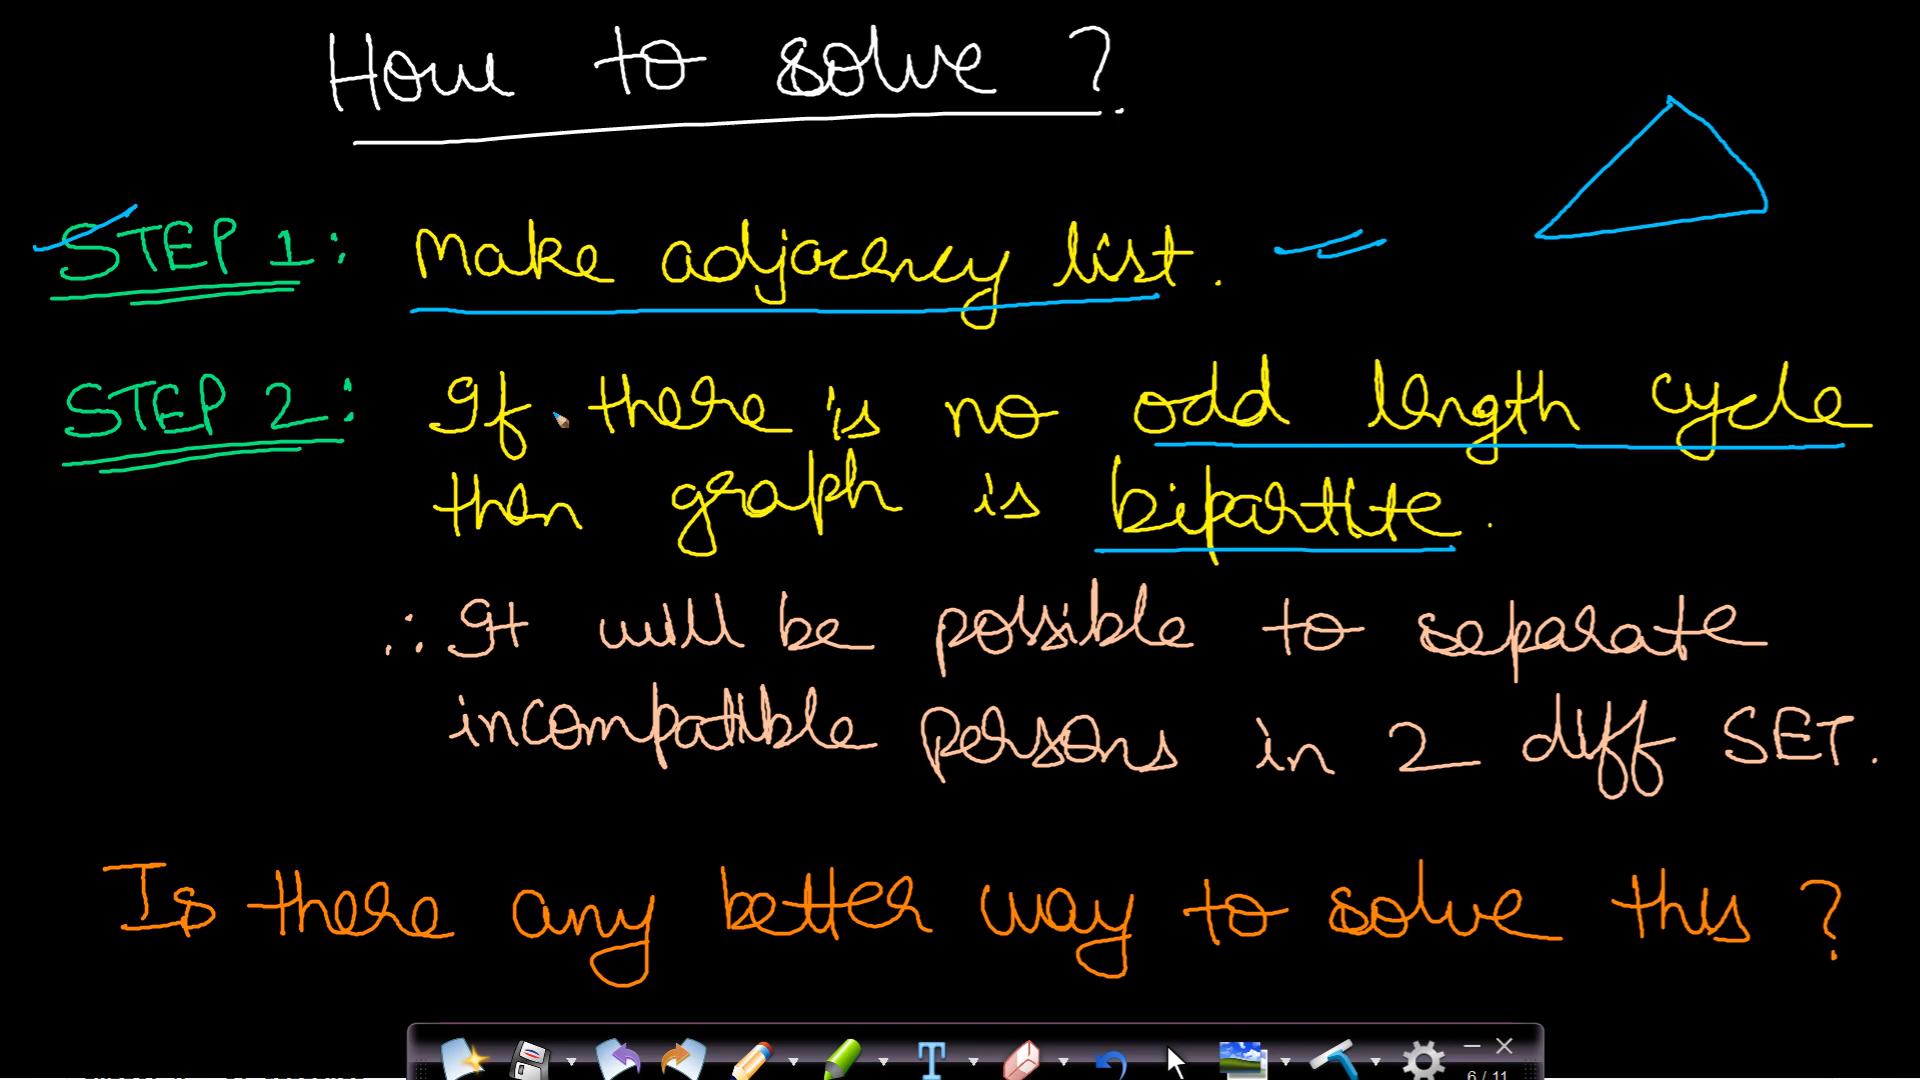 How to solve ?
STEP 1 : Make adjacency list .
STEP 2 : If there is no odd length cycle
then graph is bipartite .
∴ It will be possible to separate
incompatible persons in 2 diff SET .
Is there any better way to solve this ?
T
6 / 11